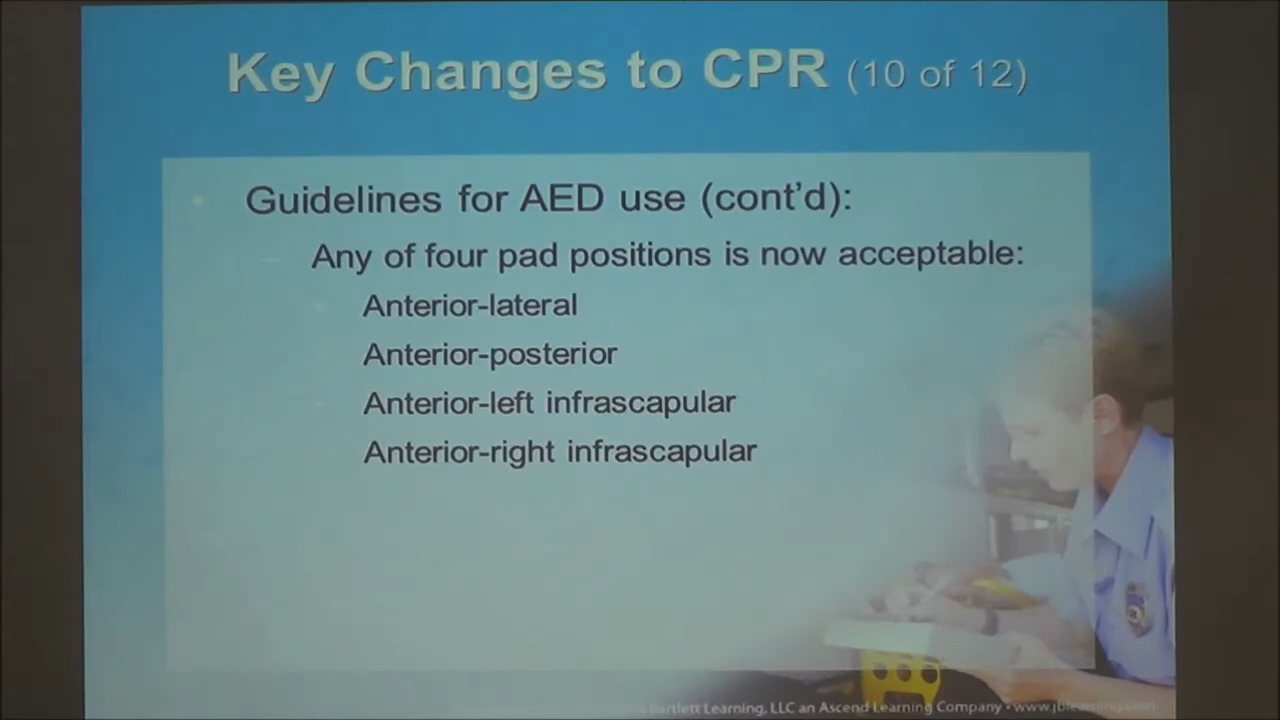 Key Changes to CPR (10 of 12)
Guidelines for AED use (cont’d):
Any of four pad positions is now acceptable:
Anterior-lateral
Anterior-posterior
Anterior-left infrascapular
Anterior-right infrascapular
Bartlett Learning, LLC an Ascend Learning Company • www.jblearning.com